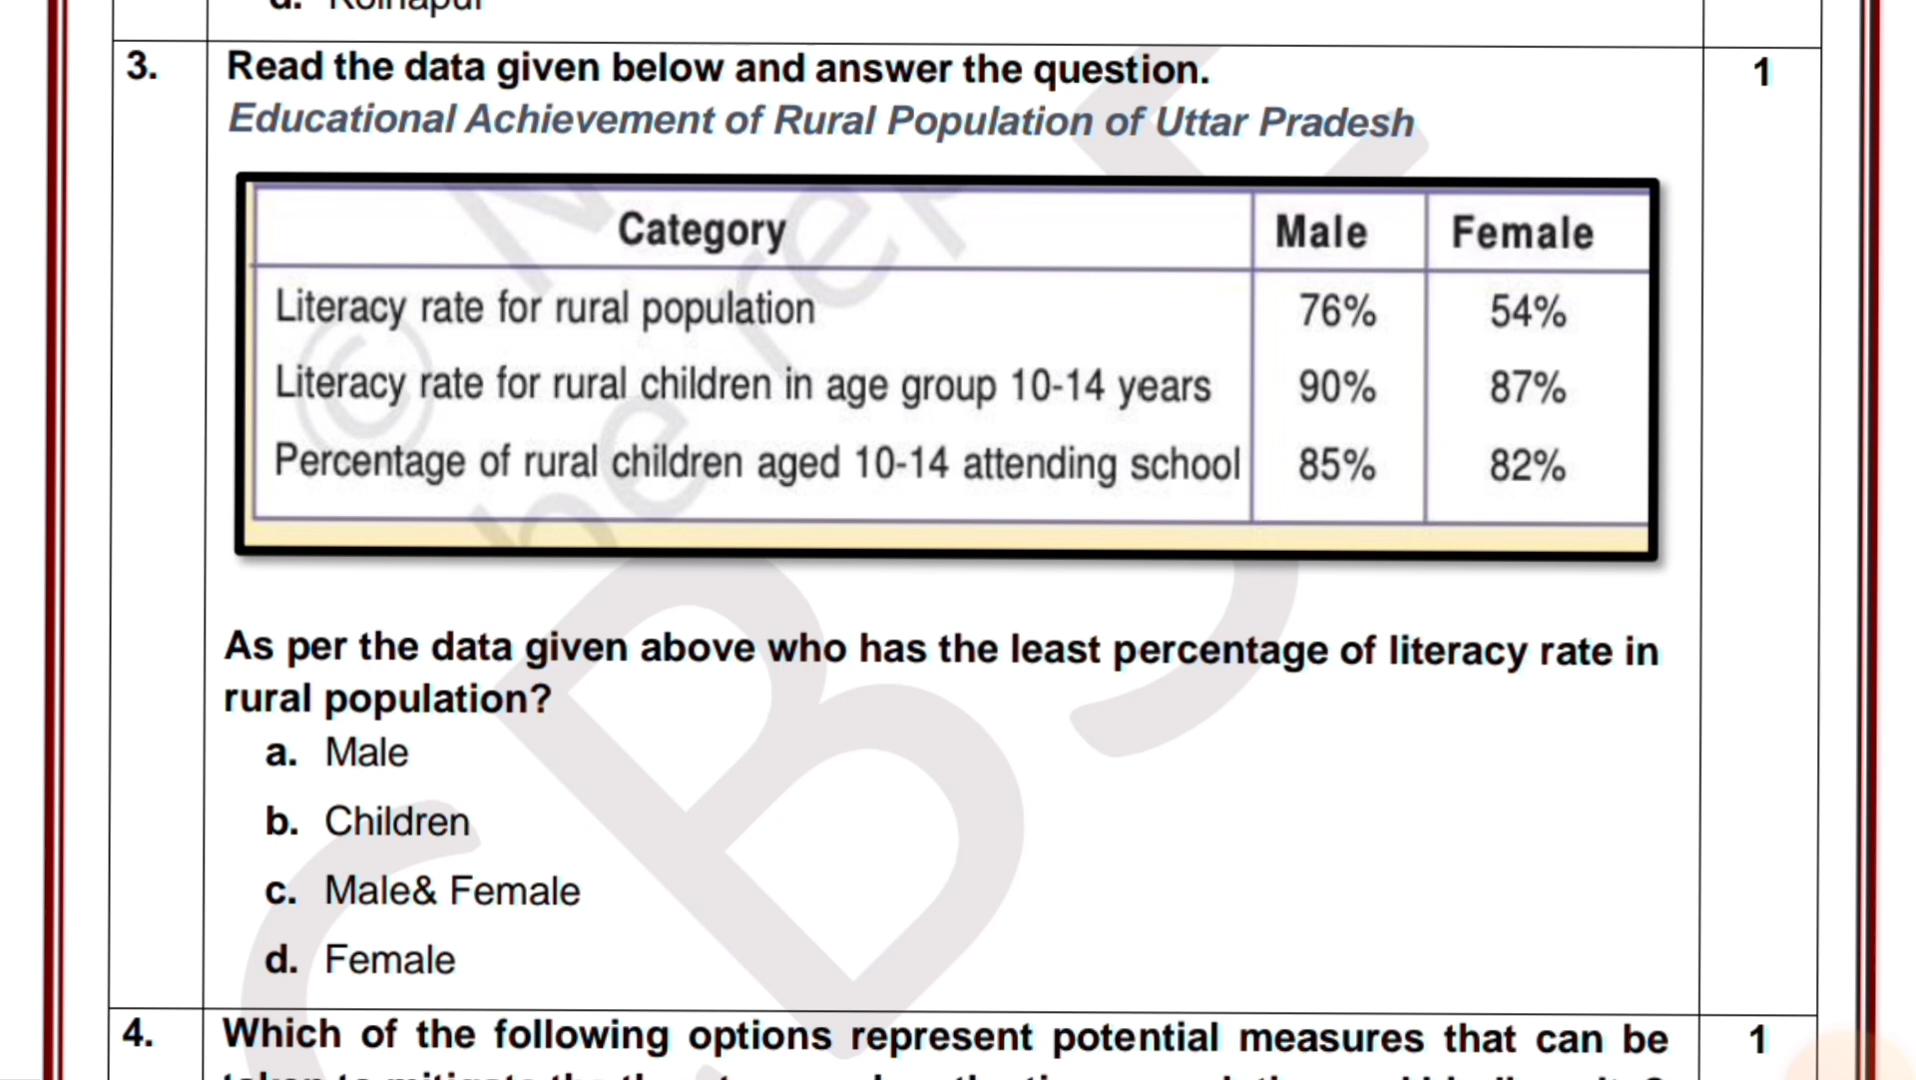 3. Read the data given below and answer the question. 1
Educational Achievement of Rural Population of Uttar Pradesh
Category Male Female
Literacy rate for rural population 76% 54%
Literacy rate for rural children in age group 10-14 years 90% 87%
Percentage of rural children aged 10-14 attending school 85% 82%
As per the data given above who has the least percentage of literacy rate in
rural population?
a. Male
b. Children
c. Male& Female
d. Female
4. Which of the following options represent potential measures that can be 1